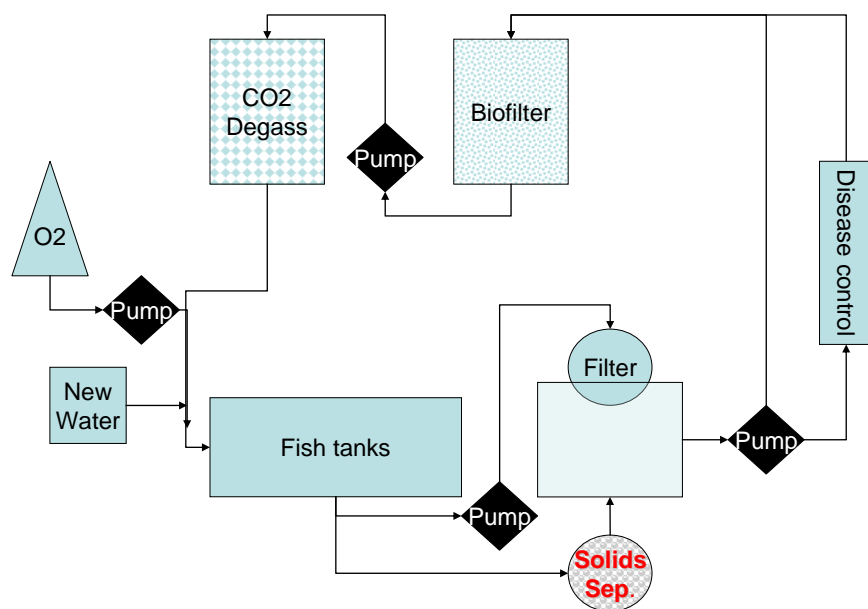 CO2
Degass
Biofilter
Pump
Disease control
O2
Pump
New
Water
Filter
Fish tanks
Pump
Pump
Solids
Sep.